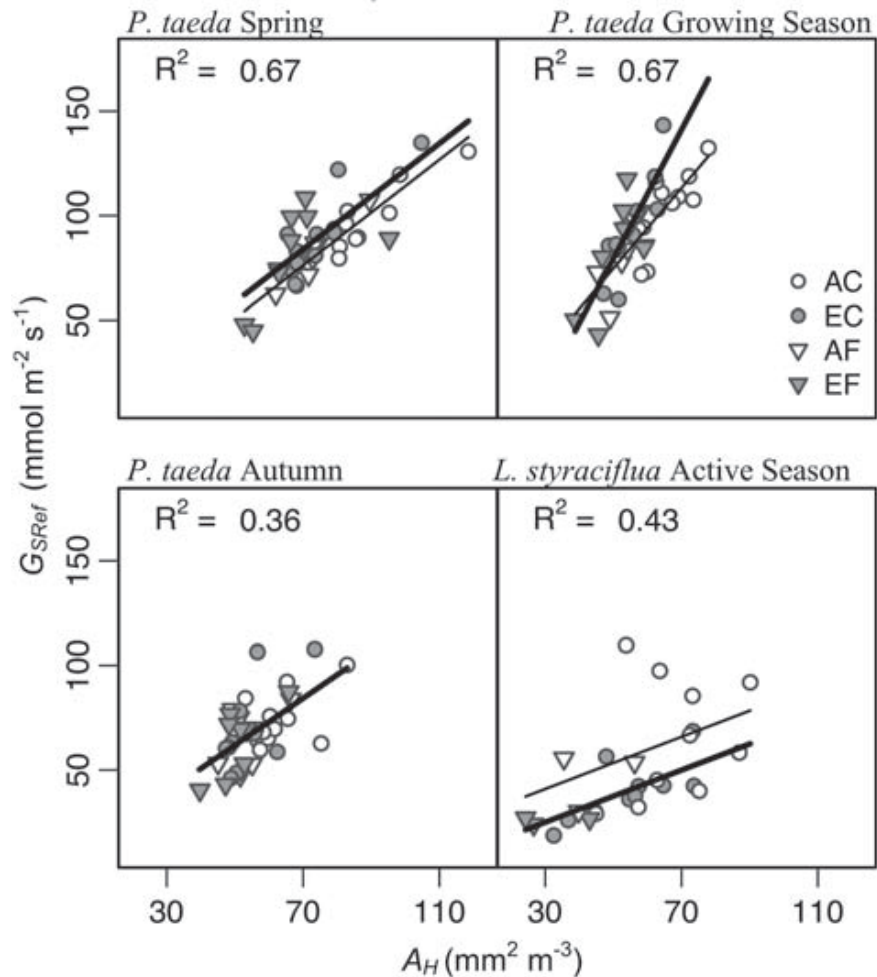 P. taeda Spring
P. taeda Growing Season
R² = 0.67
R² = 0.67
150
100
50
AC
EC
AF
EF
G_SRef (mmol m⁻² s⁻¹)
P. taeda Autumn
L. styraciflua Active Season
R² = 0.36
R² = 0.43
150
100
50
30 70 110
30 70 110
A_H (mm² m⁻³)